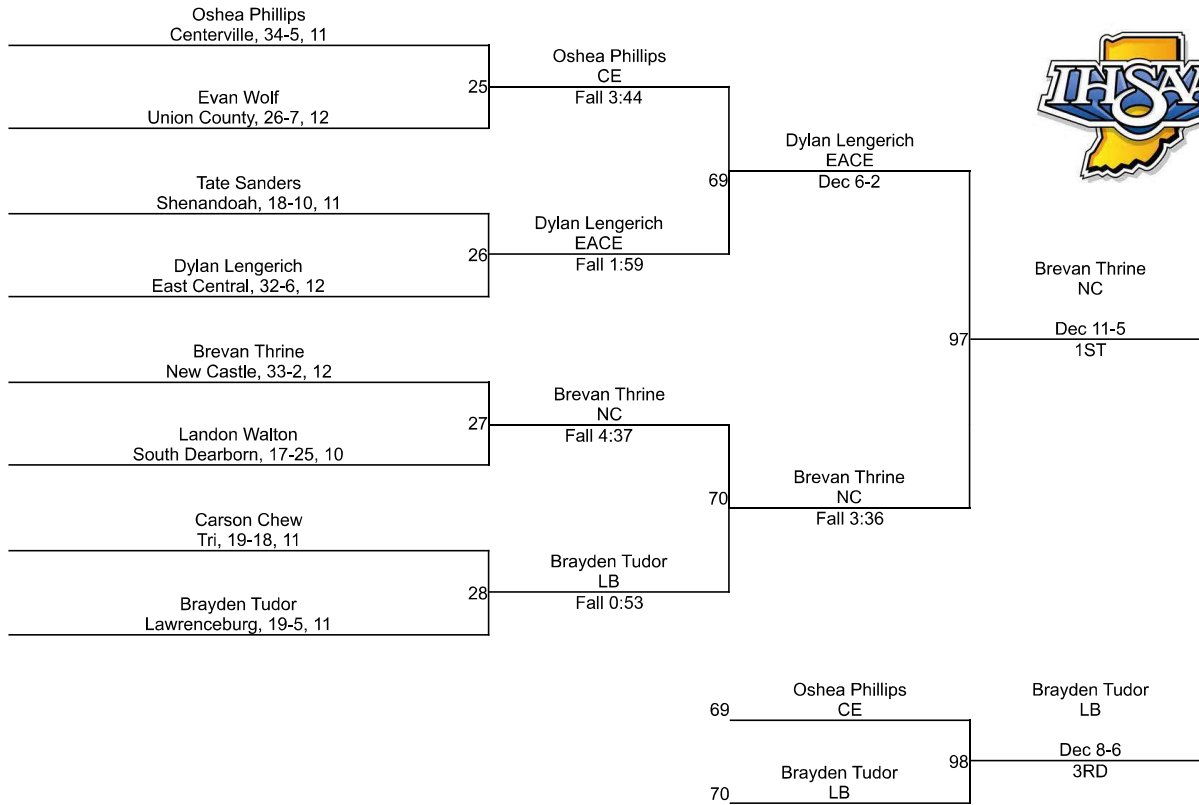 Oshea Phillips
Centerville, 34-5, 11
25
Evan Wolf
Union County, 26-7, 12
Oshea Phillips
CE
Fall 3:44
Tate Sanders
Shenandoah, 18-10, 11
26
Dylan Lengerich
East Central, 32-6, 12
Dylan Lengerich
EACE
Fall 1:59
69
Dylan Lengerich
EACE
Dec 6-2
Brevan Thrine
New Castle, 33-2, 12
27
Landon Walton
South Dearborn, 17-25, 10
Brevan Thrine
NC
Fall 4:37
Carson Chew
Tri, 19-18, 11
28
Brayden Tudor
Lawrenceburg, 19-5, 11
Brayden Tudor
LB
Fall 0:53
70
Brevan Thrine
NC
Fall 3:36
97
Brevan Thrine
NC
Dec 11-5
1ST
69
Oshea Phillips
CE
70
Brayden Tudor
LB
98
Brayden Tudor
LB
Dec 8-6
3RD
IHSAA